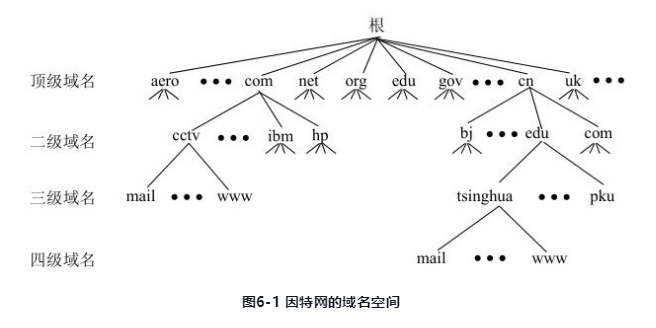 根
顶级域名 aero ••• com net org edu gov ••• cn uk •••
二级域名 cctv ••• ibm hp bj ••• edu com
三级域名 mail ••• www tsinghua ••• pku
四级域名 mail ••• www
图6-1 因特网的域名空间